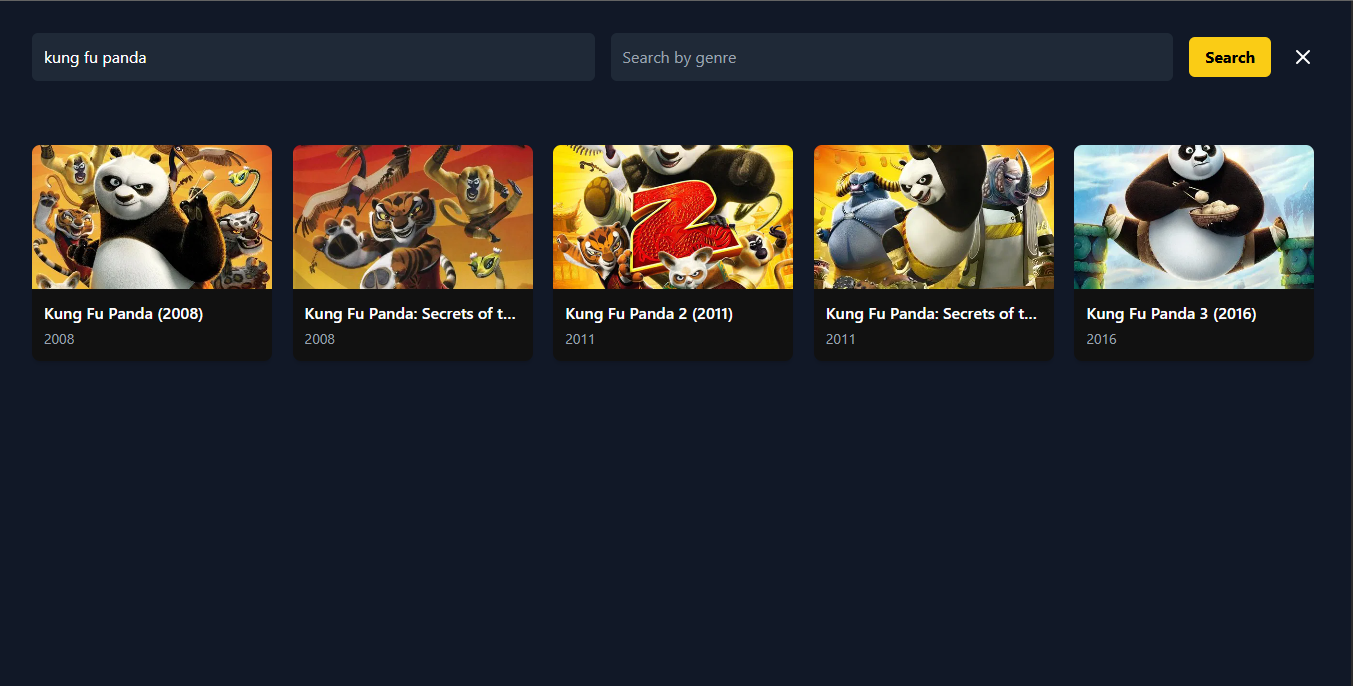 kung fu panda
Search by genre
Search
Kung Fu Panda (2008)
2008
Kung Fu Panda: Secrets of t...
2008
2
Kung Fu Panda 2 (2011)
2011
Kung Fu Panda: Secrets of t...
2011
Kung Fu Panda 3 (2016)
2016